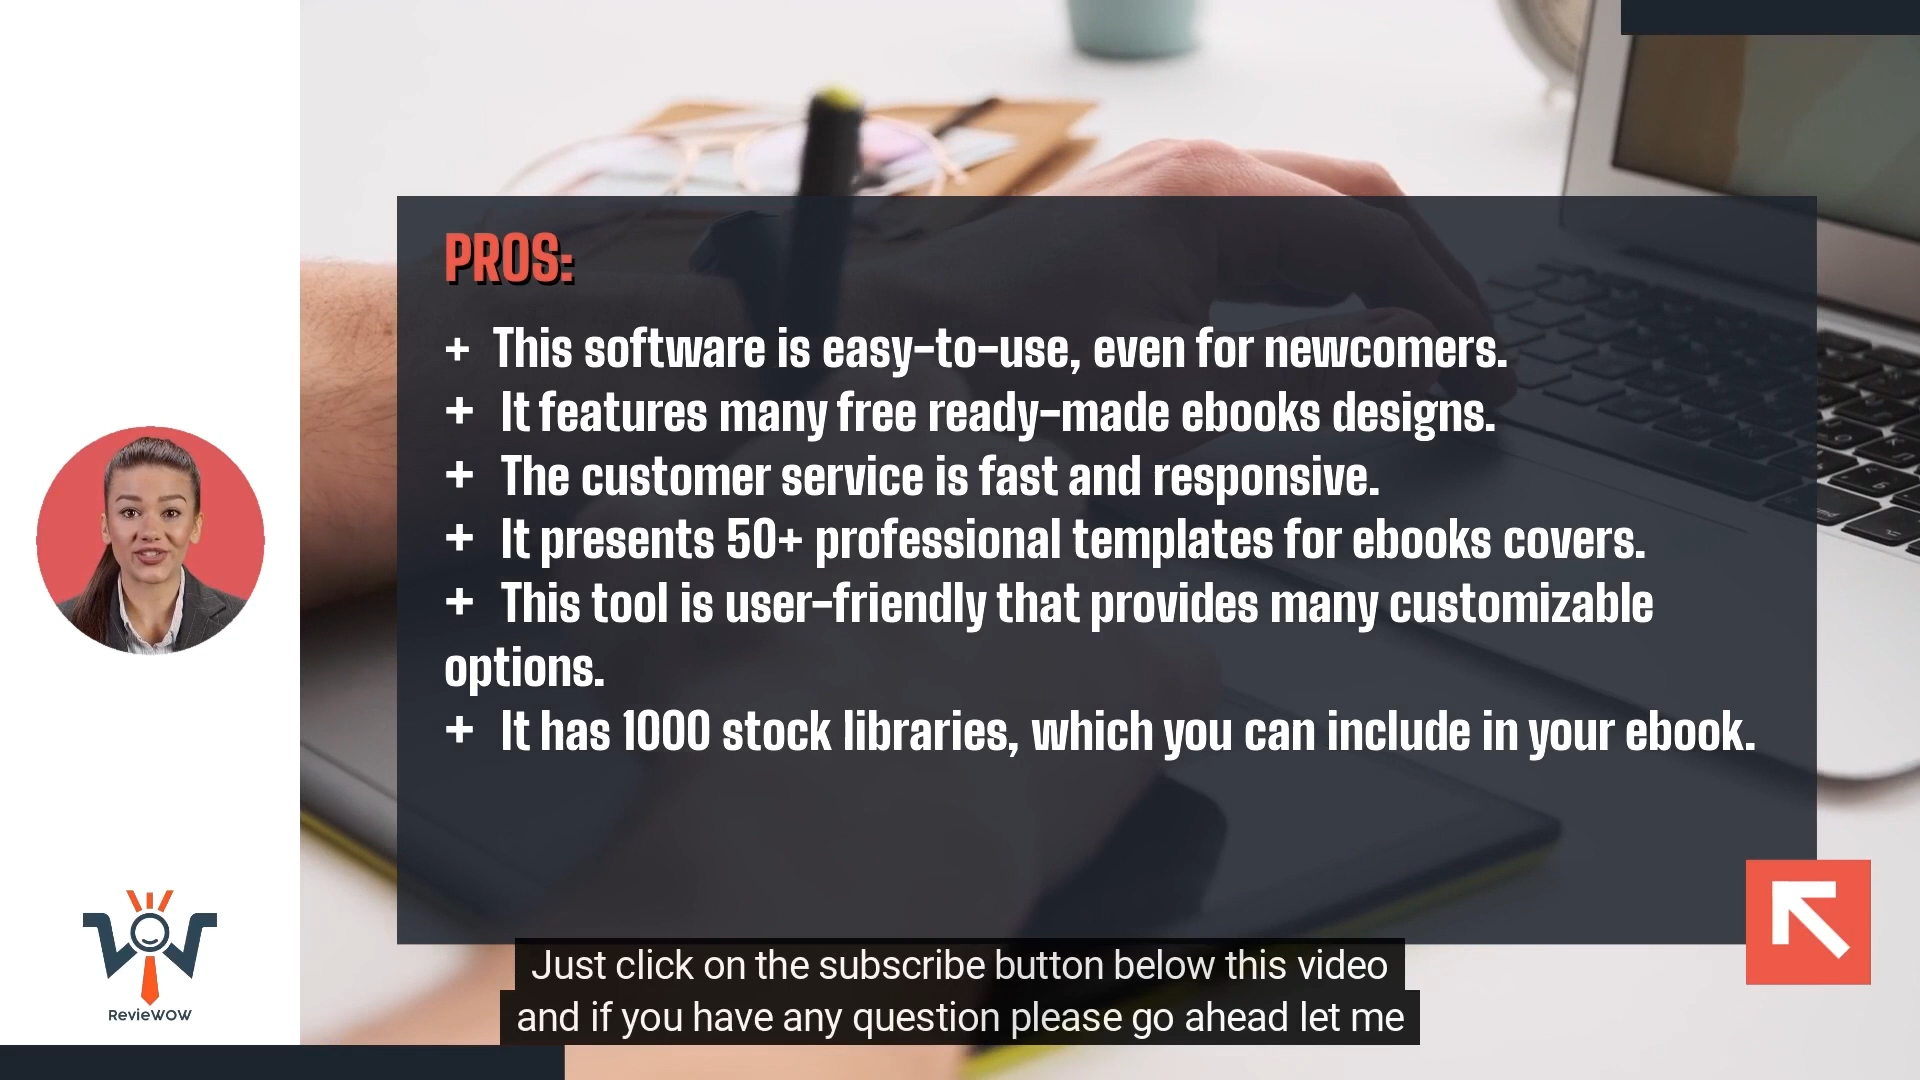 PROS:
+ This software is easy-to-use, even for newcomers.
+ It features many free ready-made ebooks designs.
+ The customer service is fast and responsive.
+ It presents 50+ professional templates for ebooks covers.
+ This tool is user-friendly that provides many customizable
options.
+ It has 1000 stock libraries, which you can include in your ebook.
RevieWOW
Just click on the subscribe button below this video
and if you have any question please go ahead let me